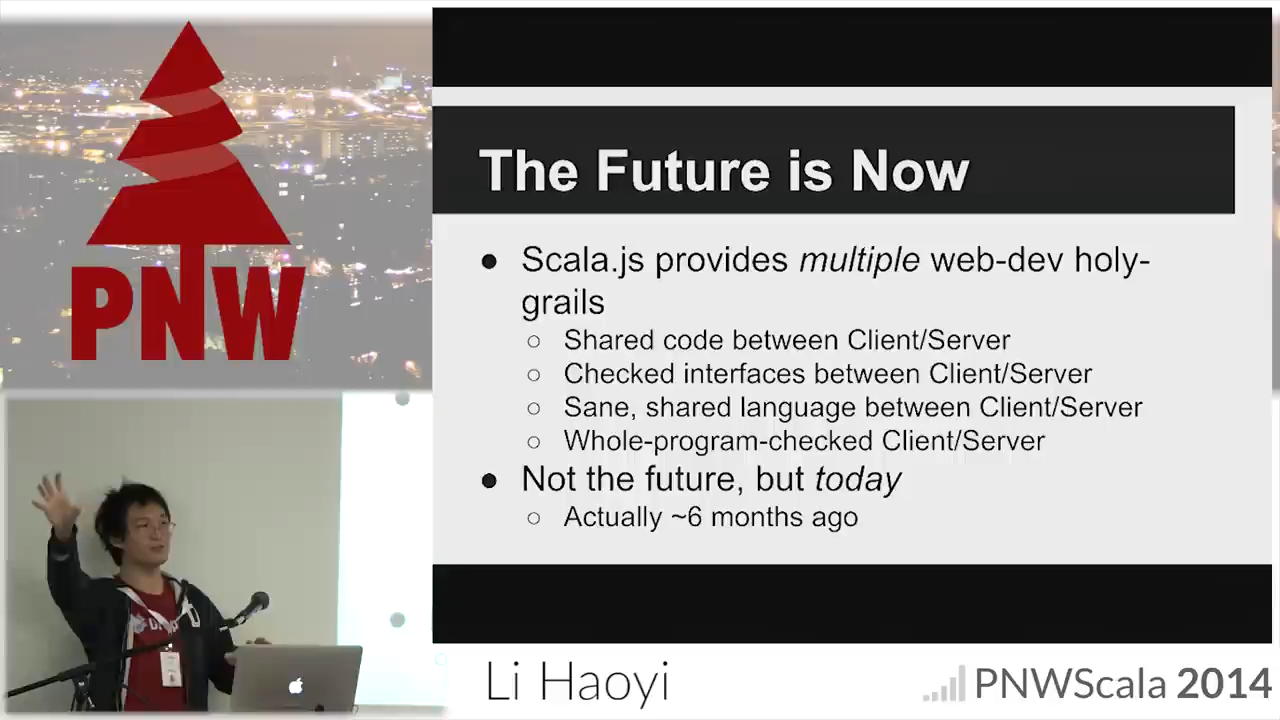 PNW
The Future is Now
● Scala.js provides multiple web-dev holy-
grails
○ Shared code between Client/Server
○ Checked interfaces between Client/Server
○ Sane, shared language between Client/Server
○ Whole-program-checked Client/Server
● Not the future, but today
○ Actually ~6 months ago
Li Haoyi
PNWScala 2014